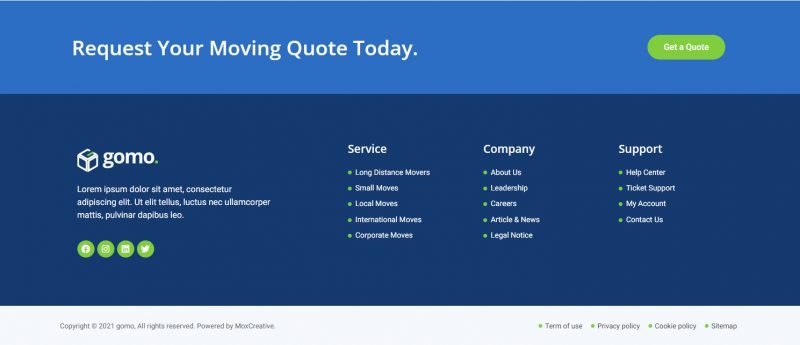 Request Your Moving Quote Today.
Get a Quote
gomo.
Lorem ipsum dolor sit amet, consectetur
adipiscing elit. Ut elit tellus, luctus nec ullamcorper
mattis, pulvinar dapibus leo.
Service
Long Distance Movers
Small Moves
Local Moves
International Moves
Corporate Moves
Company
About Us
Leadership
Careers
Article & News
Legal Notice
Support
Help Center
Ticket Support
My Account
Contact Us
Copyright © 2021 gomo, All rights reserved. Powered by MoxCreative.
Term of use
Privacy policy
Cookie policy
Sitemap